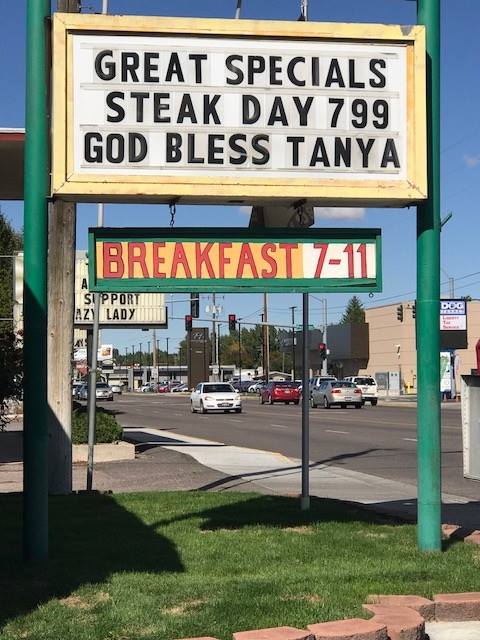 GREAT SPECIALS
STEAK DAY 799
GOD BLESS TANYA
BREAKFAST 7-11
SUPPORT
LADY